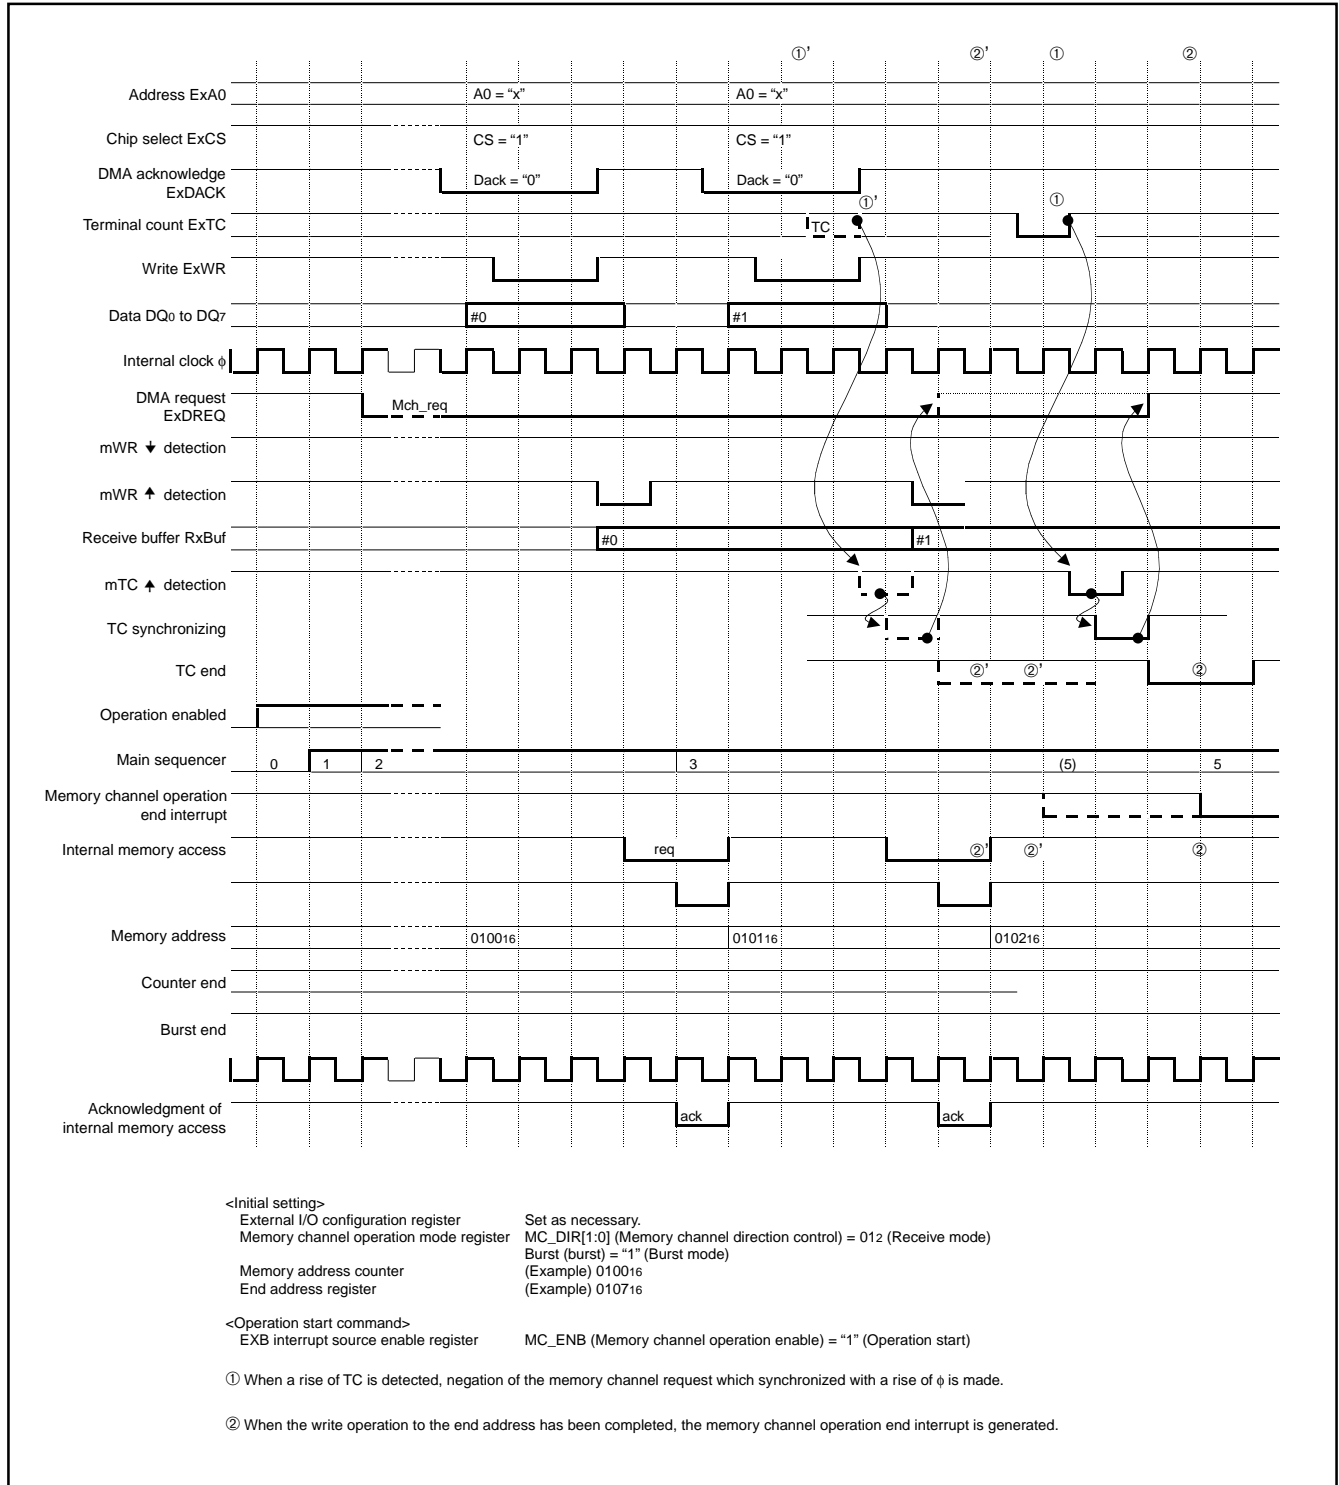 ①’ ②’ ① ②
Address ExA0 A0 = “x” A0 = “x”
Chip select ExCS CS = “1” CS = “1”
DMA acknowledge
ExDACK Dack = “0” Dack = “0”
①’ ①
Terminal count ExTC TC
Write ExWR
Data DQ0 to DQ7 #0 #1
Internal clock ϕ
DMA request
ExDREQ Mch_req
mWR ↓ detection
mWR ↑ detection
Receive buffer RxBuf #0 #1
mTC ↑ detection
TC synchronizing
TC end ②’ ②’ ②
Operation enabled
Main sequencer 0 1 2 3 (5) 5
Memory channel operation
end interrupt
Internal memory access req ②’ ②’ ②
Memory address 010016 010116 010216
Counter end
Burst end
Acknowledgment of
internal memory access ack ack
<Initial setting>
External I/O configuration register Set as necessary.
Memory channel operation mode register MC_DIR[1:0] (Memory channel direction control) = 012 (Receive mode)
Burst (burst) = “1” (Burst mode)
Memory address counter (Example) 010016
End address register (Example) 010716
<Operation start command>
EXB interrupt source enable register MC_ENB (Memory channel operation enable) = “1” (Operation start)
① When a rise of TC is detected, negation of the memory channel request which synchronized with a rise of ϕ is made.
② When the write operation to the end address has been completed, the memory channel operation end interrupt is generated.